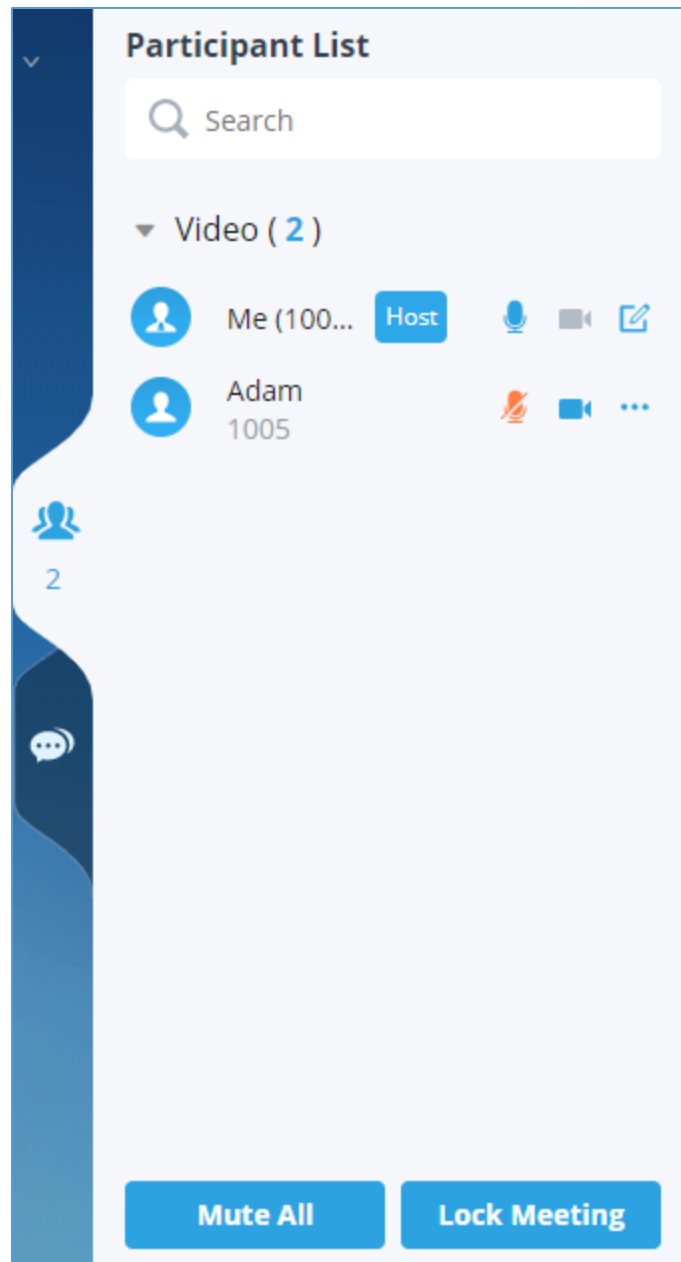 Participant List
Search
Video ( 2 )
Me (100... Host
Adam
1005
2
Mute All Lock Meeting